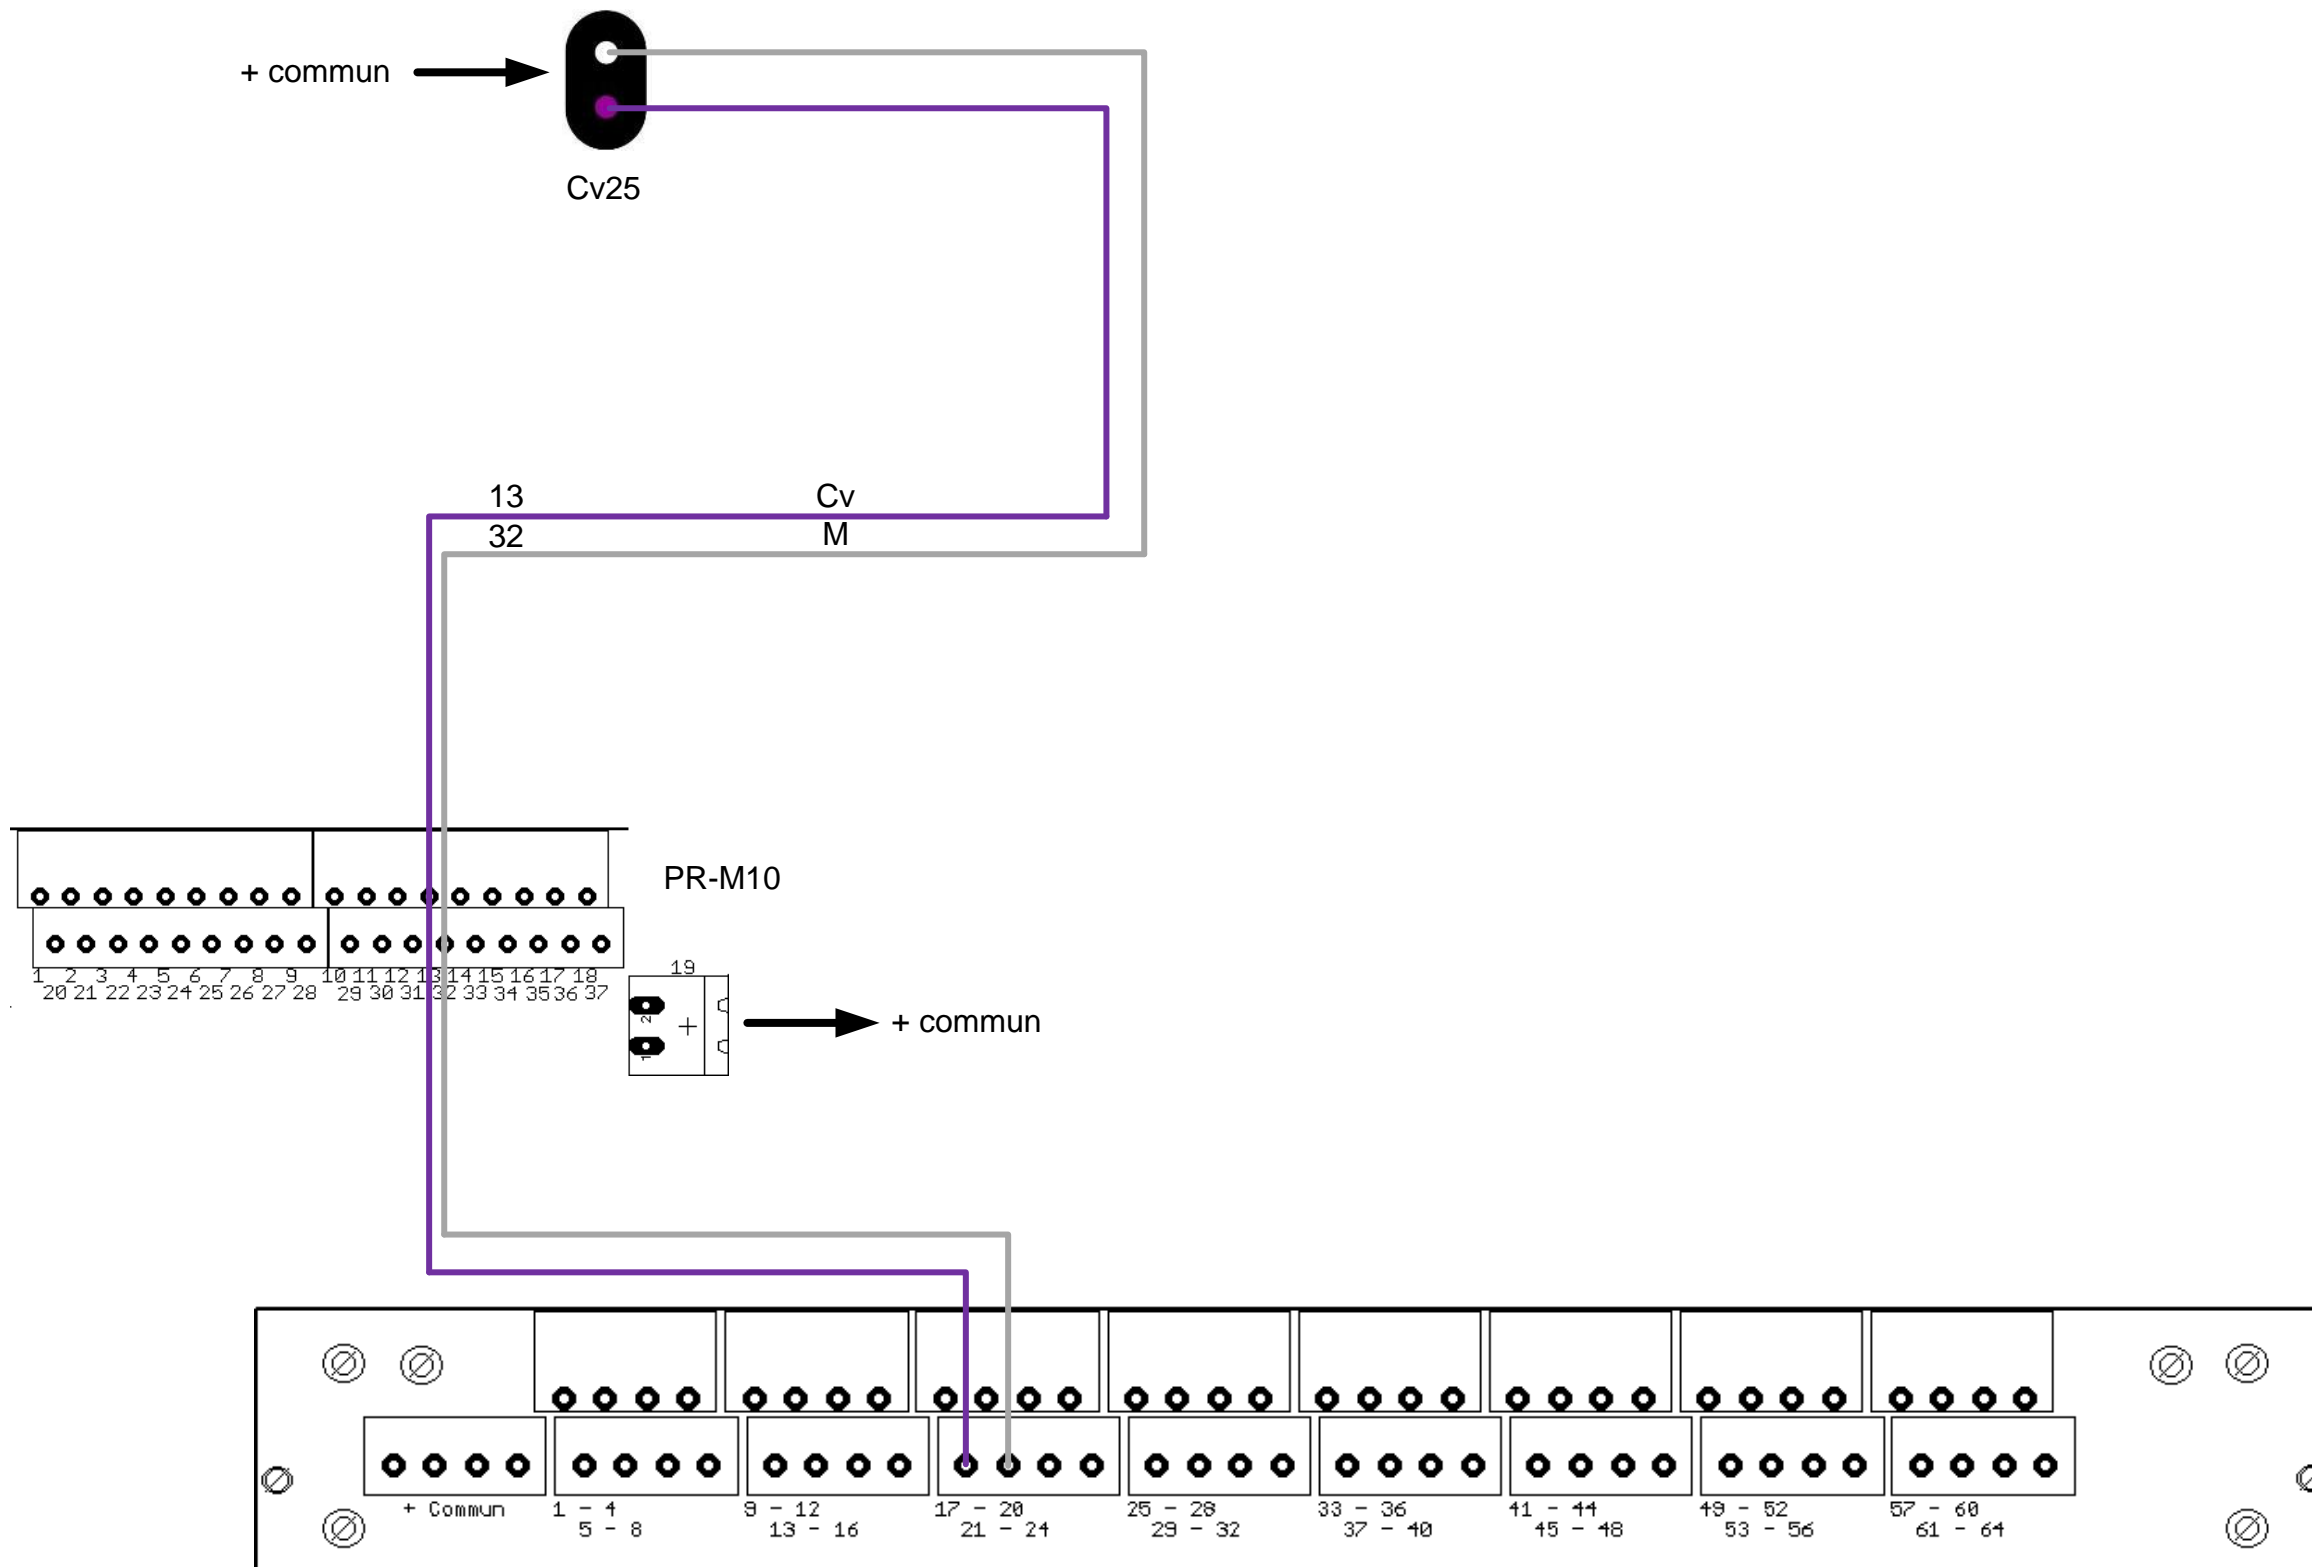 + commun
Cv25
13 Cv
32 M
PR-M10
1 2 3 4 5 6 7 8 9 10 11 12 13 14 15 16 17 18
20 21 22 23 24 25 26 27 28 29 30 31 32 33 34 35 36 37
19
2
+ commun
1
+ Commun 1 - 4 9 - 12 17 - 20 25 - 28 33 - 36 41 - 44 49 - 52 57 - 60
5 - 8 13 - 16 21 - 24 29 - 32 37 - 40 45 - 48 53 - 56 61 - 64